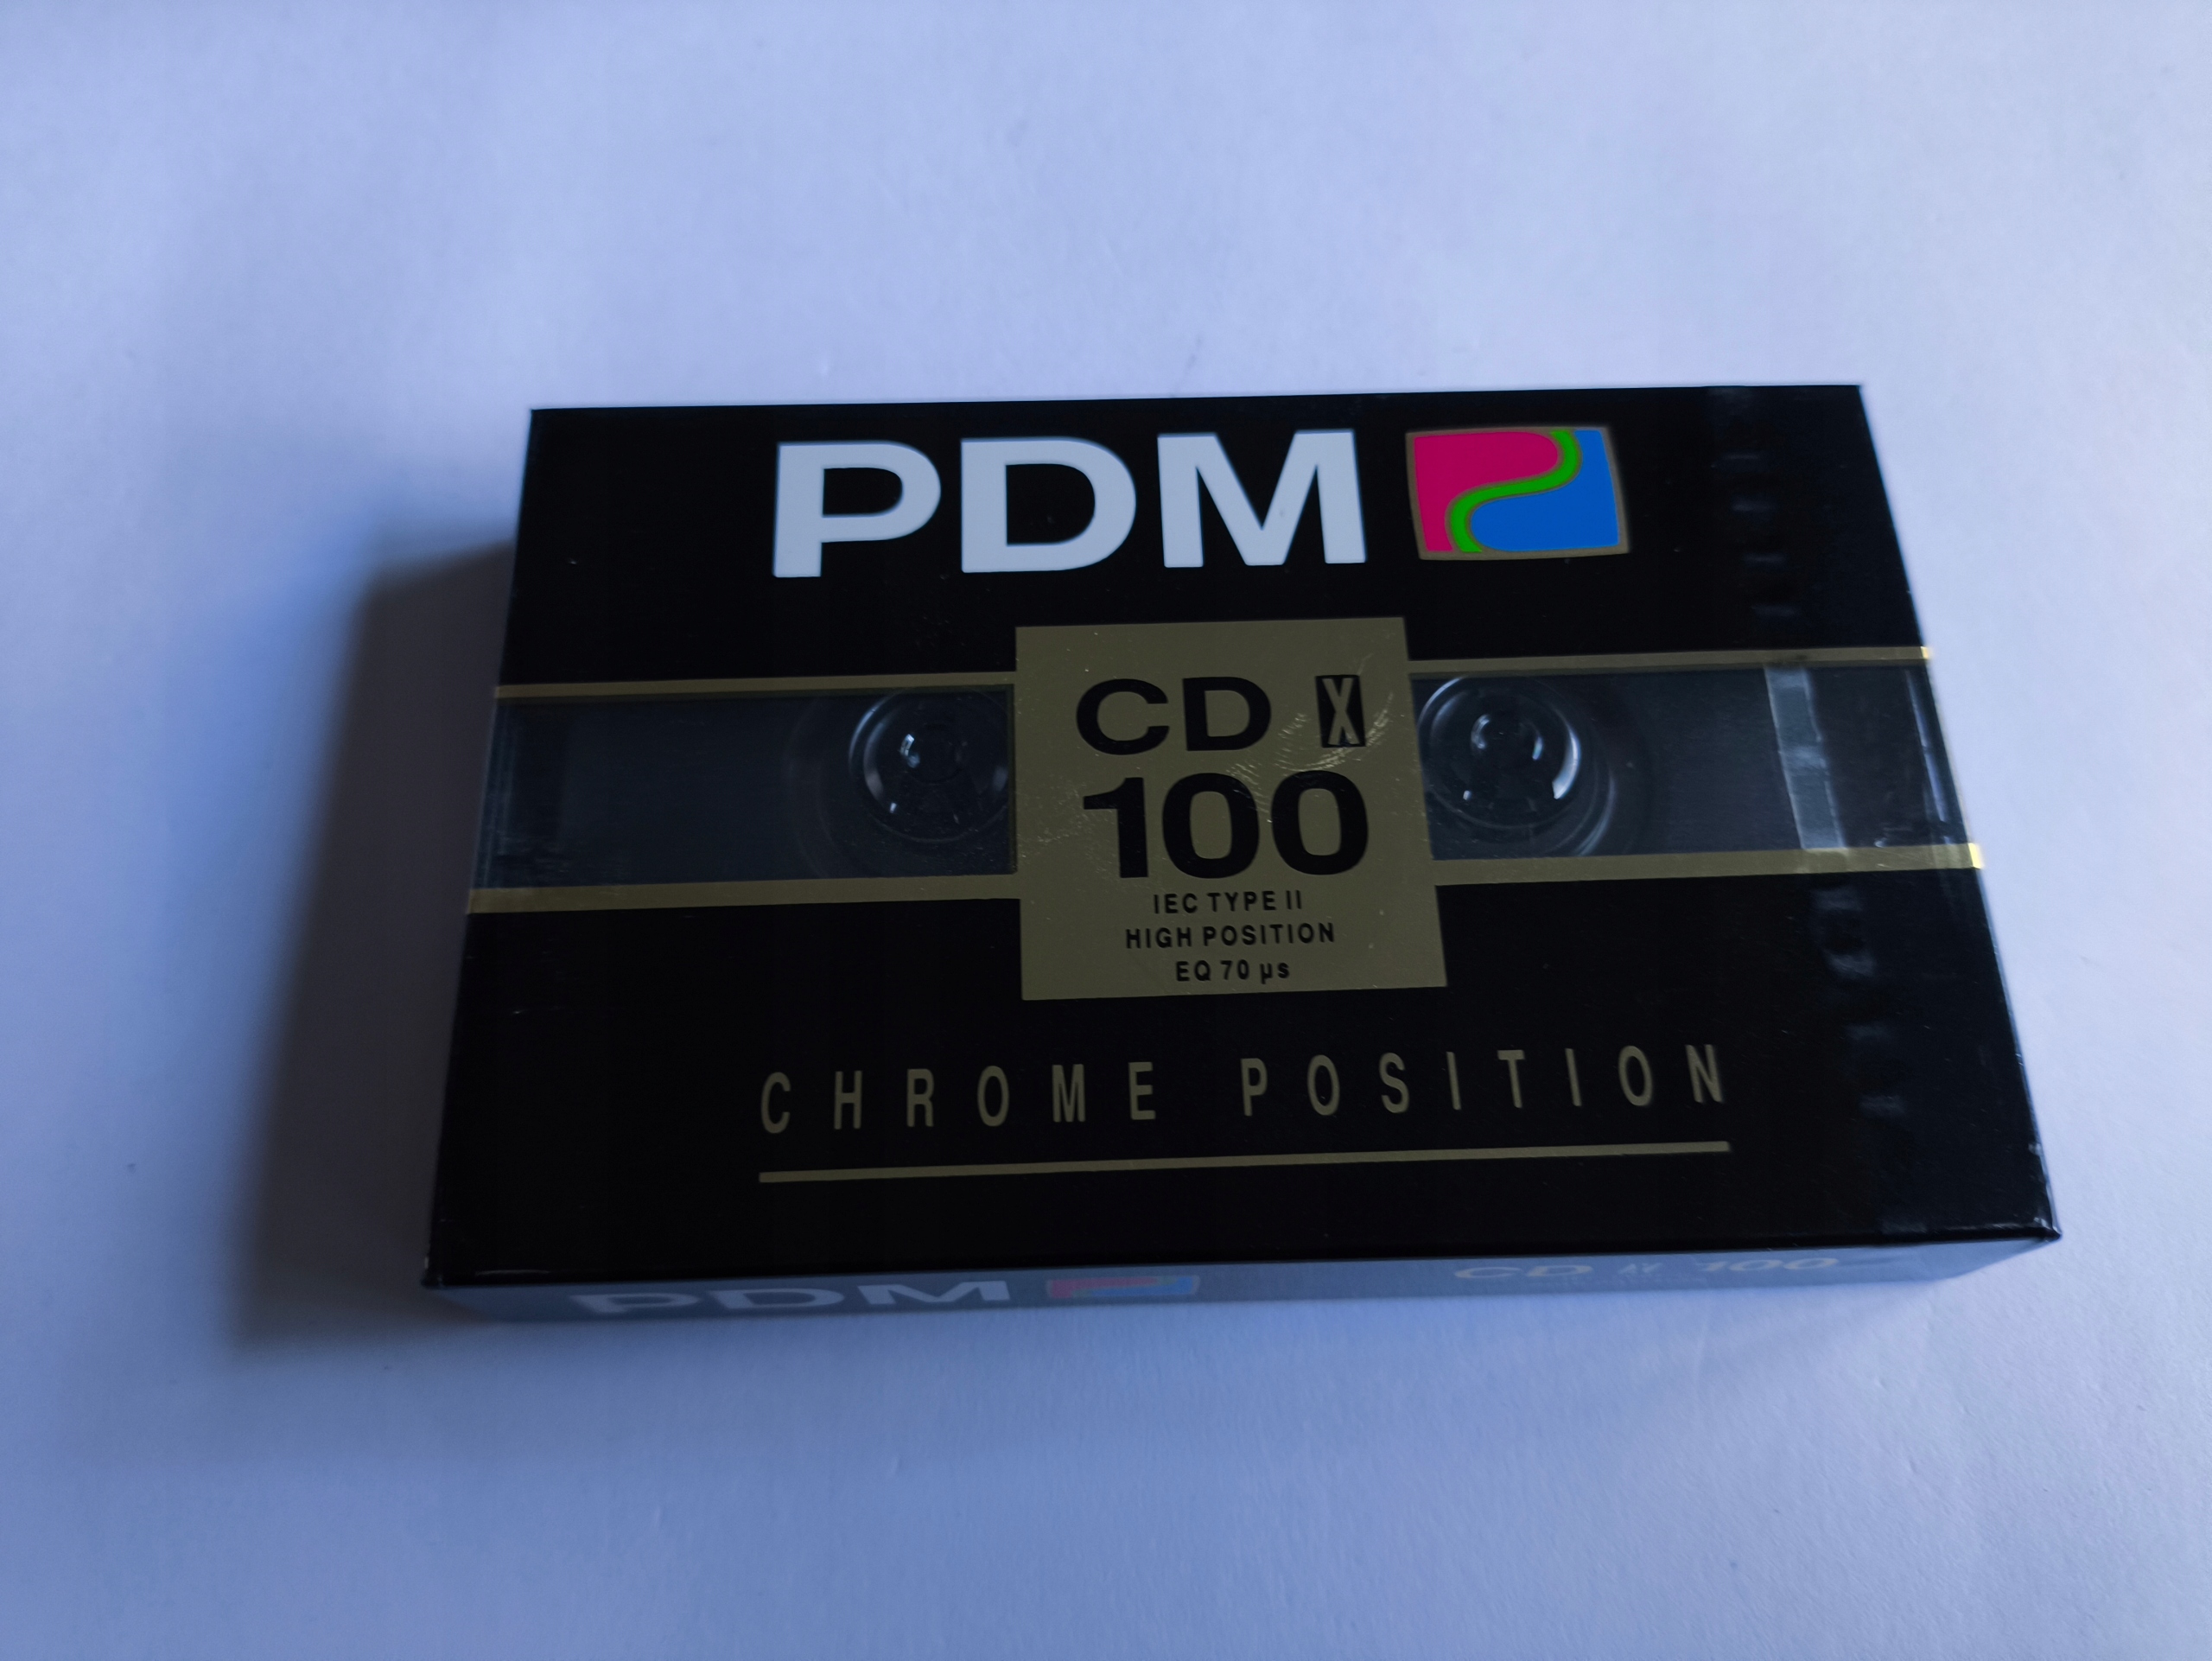 PDM
CD X
100
IEC TYPE II
HIGH POSITION
EQ 70 µs
CHROME POSITION
PDM CD X 100